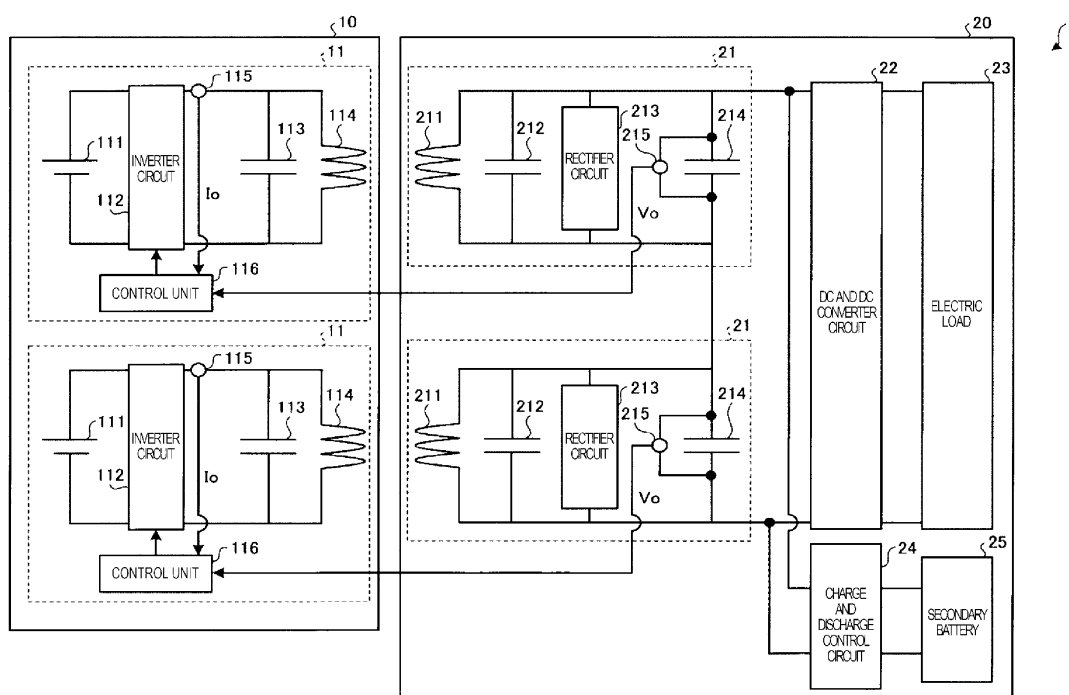 10
20
11
115
111
INVERTER
CIRCUIT
112
113
114
Io
116
CONTROL UNIT
21
22
23
211
212
213
RECTIFIER
CIRCUIT
215
214
Vo
DC AND DC
CONVERTER
CIRCUIT
ELECTRIC
LOAD
11
115
111
INVERTER
CIRCUIT
112
113
114
Io
116
CONTROL UNIT
21
211
212
213
RECTIFIER
CIRCUIT
215
214
Vo
24
25
CHARGE
AND
DISCHARGE
CONTROL
CIRCUIT
SECONDARY
BATTERY